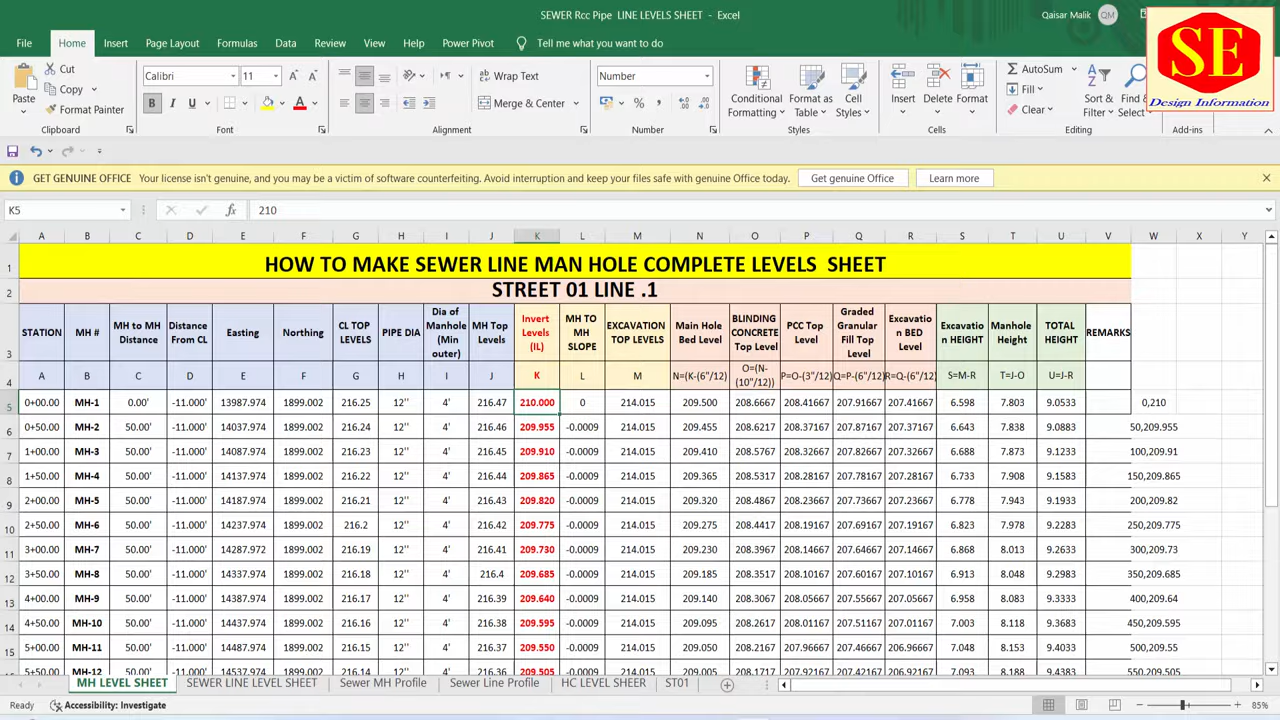 SEWER Rcc Pipe LINE LEVELS SHEET - Excel
Qaisar Malik QM
SE
Design Information
File Home Insert Page Layout Formulas Data Review View Help Power Pivot Tell me what you want to do
Paste Cut Copy Format Painter
Clipboard
Calibri 11
B I U
Font
Wrap Text
Merge & Center
Alignment
Number
Number
Conditional Formatting Format as Table Cell Styles
Styles
Insert Delete Format
Cells
AutoSum
Fill
Clear
Sort & Filter Find & Select
Editing
Add-ins
GET GENUINE OFFICE Your license isn't genuine, and you may be a victim of software counterfeiting. Avoid interruption and keep your files safe with genuine Office today. Get genuine Office Learn more
K5 fx 210
A B C D E F G H I J K L M N O P Q R S T U V W X Y
1 HOW TO MAKE SEWER LINE MAN HOLE COMPLETE LEVELS SHEET
2 STREET 01 LINE .1
3 STATION MH # MH to MH Distance Distance From CL Easting Northing CL TOP LEVELS PIPE DIA Dia of Manhole (Min outer) MH Top Levels Invert Levels (IL) MH TO MH SLOPE EXCAVATION TOP LEVELS Main Hole Bed Level BLINDING CONCRETE Top Level PCC Top Level Graded Granular Fill Top Level Excavatio n BED Level Excavatio n HEIGHT Manhole Height TOTAL HEIGHT REMARKS
4 A B C D E F G H I J K L M N=(K-(6"/12) O=(N-(10"/12)) P=O-(3"/12) Q=P-(6"/12) R=Q-(6"/12) S=M-R T=J-O U=J-R
5 0+00.00 MH-1 0.00' -11.000' 13987.974 1899.002 216.25 12'' 4' 216.47 210.000 0 214.015 209.500 208.6667 208.41667 207.91667 207.41667 6.598 7.803 9.0533 0,210
6 0+50.00 MH-2 50.00' -11.000' 14037.974 1899.002 216.24 12'' 4' 216.46 209.955 -0.0009 214.015 209.455 208.6217 208.37167 207.87167 207.37167 6.643 7.838 9.0883 50,209.955
7 1+00.00 MH-3 50.00' -11.000' 14087.974 1899.002 216.23 12'' 4' 216.45 209.910 -0.0009 214.015 209.410 208.5767 208.32667 207.82667 207.32667 6.688 7.873 9.1233 100,209.91
8 1+50.00 MH-4 50.00' -11.000' 14137.974 1899.002 216.22 12'' 4' 216.44 209.865 -0.0009 214.015 209.365 208.5317 208.28167 207.78167 207.28167 6.733 7.908 9.1583 150,209.865
9 2+00.00 MH-5 50.00' -11.000' 14187.974 1899.002 216.21 12'' 4' 216.43 209.820 -0.0009 214.015 209.320 208.4867 208.23667 207.73667 207.23667 6.778 7.943 9.1933 200,209.82
10 2+50.00 MH-6 50.00' -11.000' 14237.974 1899.002 216.2 12'' 4' 216.42 209.775 -0.0009 214.015 209.275 208.4417 208.19167 207.69167 207.19167 6.823 7.978 9.2283 250,209.775
11 3+00.00 MH-7 50.00' -11.000' 14287.972 1899.002 216.19 12'' 4' 216.41 209.730 -0.0009 214.015 209.230 208.3967 208.14667 207.64667 207.14667 6.868 8.013 9.2633 300,209.73
12 3+50.00 MH-8 50.00' -11.000' 14337.974 1899.002 216.18 12'' 4' 216.4 209.685 -0.0009 214.015 209.185 208.3517 208.10167 207.60167 207.10167 6.913 8.048 9.2983 350,209.685
13 4+00.00 MH-9 50.00' -11.000' 14387.974 1899.002 216.17 12'' 4' 216.39 209.640 -0.0009 214.015 209.140 208.3067 208.05667 207.55667 207.05667 6.958 8.083 9.3333 400,209.64
14 4+50.00 MH-10 50.00' -11.000' 14437.974 1899.002 216.16 12'' 4' 216.38 209.595 -0.0009 214.015 209.095 208.2617 208.01167 207.51167 207.01167 7.003 8.118 9.3683 450,209.595
15 5+00.00 MH-11 50.00' -11.000' 14487.974 1899.002 216.15 12'' 4' 216.37 209.550 -0.0009 214.015 209.050 208.2167 207.96667 207.46667 206.96667 7.048 8.153 9.4033 500,209.55
5+50.00 MH-12 50.00' -11.000' 14537.974 1899.002 216.14 12'' 4' 216.36 209.505 -0.0009 214.015 209.005 208.1717 207.92167 207.42167 206.92167 7.093 8.188 9.4383 550,209.505
MH LEVEL SHEET SEWER LINE LEVEL SHEET Sewer MH Profile Sewer Line Profile HC LEVEL SHEER ST01
Ready Accessibility: Investigate 85%